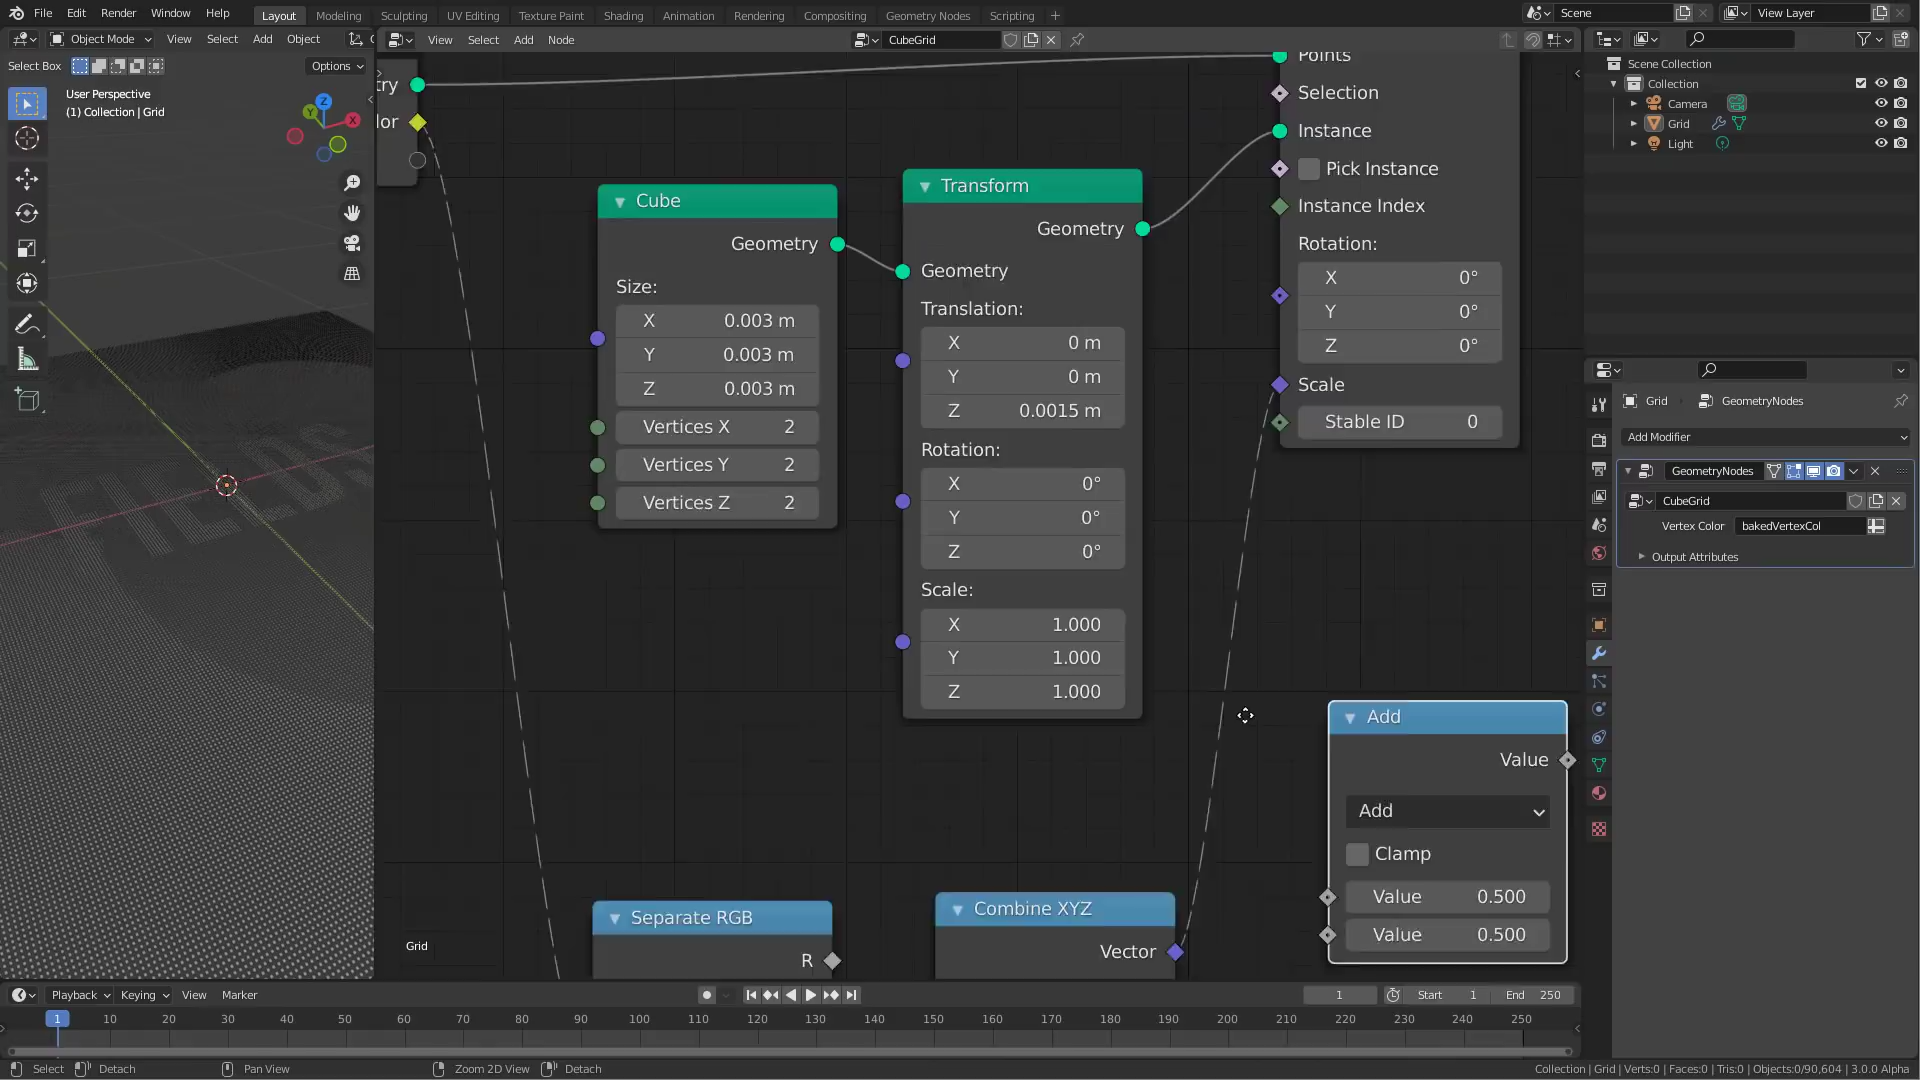 File Edit Render Window Help Layout Modeling Sculpting UV Editing Texture Paint Shading Animation Rendering Compositing Geometry Nodes Scripting + Scene View Layer
Object Mode View Select Add Object View Select Add Node CubeGrid
Select Box Options
User Perspective
(1) Collection | Grid
Z
Y
X
try
lor
Cube
Geometry
Size:
X 0.003 m
Y 0.003 m
Z 0.003 m
Vertices X 2
Vertices Y 2
Vertices Z 2
Transform
Geometry
Geometry
Translation:
X 0 m
Y 0 m
Z 0.0015 m
Rotation:
X 0°
Y 0°
Z 0°
Scale:
X 1.000
Y 1.000
Z 1.000
Points
Selection
Instance
Pick Instance
Instance Index
Rotation:
X 0°
Y 0°
Z 0°
Scale
Stable ID 0
Add
Value
Add
Clamp
Value 0.500
Value 0.500
Separate RGB
R
Combine XYZ
Vector
Grid
FIELDS
Scene Collection
Collection
Camera
Grid
Light
Grid GeometryNodes
Add Modifier
GeometryNodes
CubeGrid
Vertex Color bakedVertexCol
Output Attributes
Playback Keying View Marker 1 Start 1 End 250
1 10 20 30 40 50 60 70 80 90 100 110 120 130 140 150 160 170 180 190 200 210 220 230 240 250
Select Detach Pan View Zoom 2D View Detach Collection | Grid | Verts:0 | Faces:0 | Tris:0 | Objects:0/90,604 | 3.0.0 Alpha